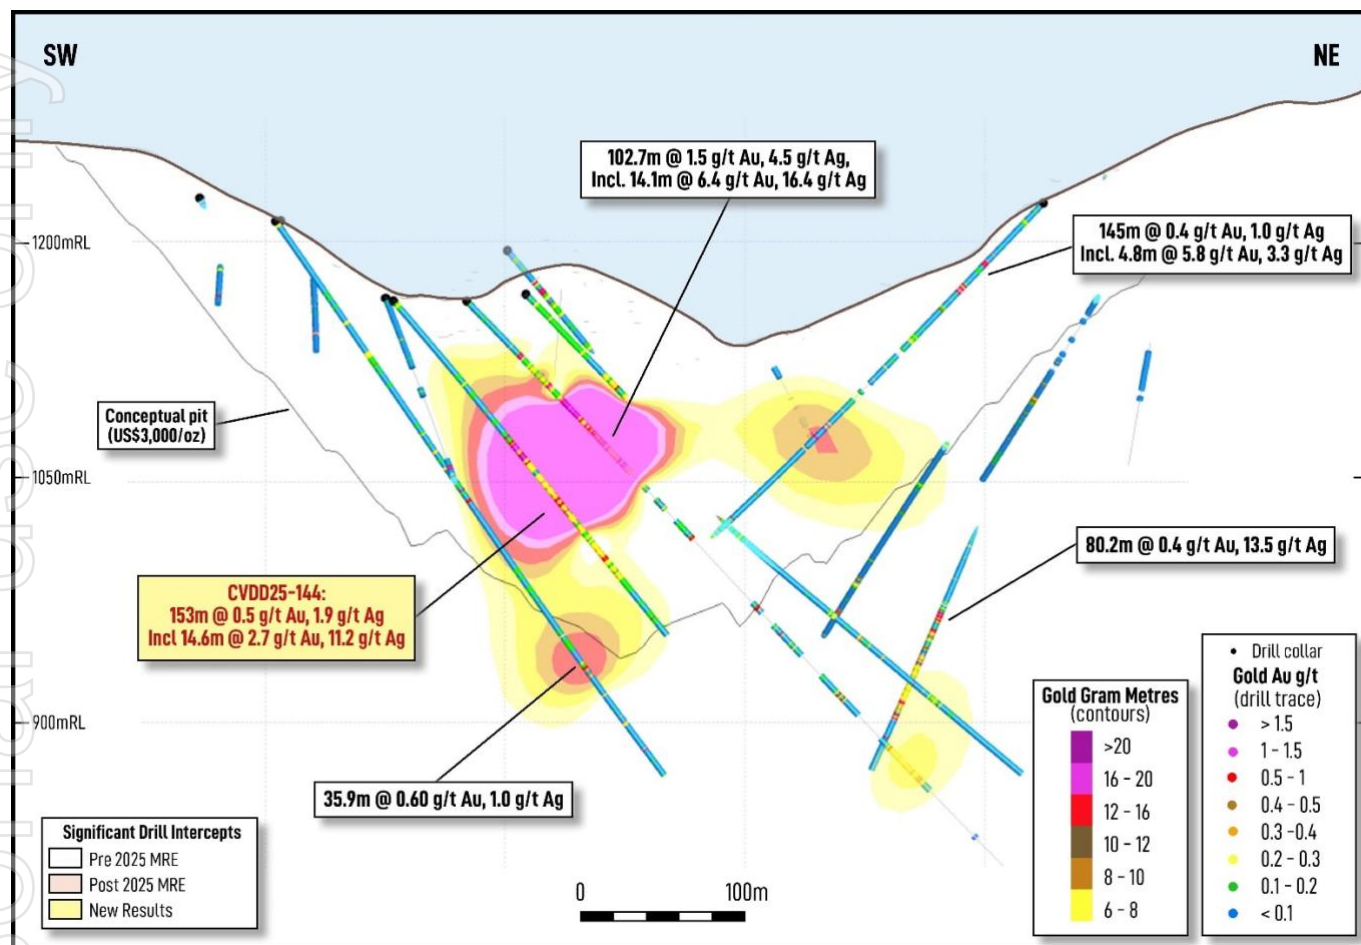 SW
NE
102.7m @ 1.5 g/t Au, 4.5 g/t Ag,
Incl. 14.1m @ 6.4 g/t Au, 16.4 g/t Ag
145m @ 0.4 g/t Au, 1.0 g/t Ag
Incl. 4.8m @ 5.8 g/t Au, 3.3 g/t Ag
1200mRL
Conceptual pit
(US$3,000/oz)
1050mRL
80.2m @ 0.4 g/t Au, 13.5 g/t Ag
CVDD25-144:
153m @ 0.5 g/t Au, 1.9 g/t Ag
Incl 14.6m @ 2.7 g/t Au, 11.2 g/t Ag
900mRL
35.9m @ 0.60 g/t Au, 1.0 g/t Ag
Significant Drill Intercepts
Pre 2025 MRE
Post 2025 MRE
New Results
0 100m
Gold Gram Metres
(contours)
>20
16 - 20
12 - 16
10 - 12
8 - 10
6 - 8
Drill collar
Gold Au g/t
(drill trace)
> 1.5
1 - 1.5
0.5 - 1
0.4 - 0.5
0.3 -0.4
0.2 - 0.3
0.1 - 0.2
< 0.1